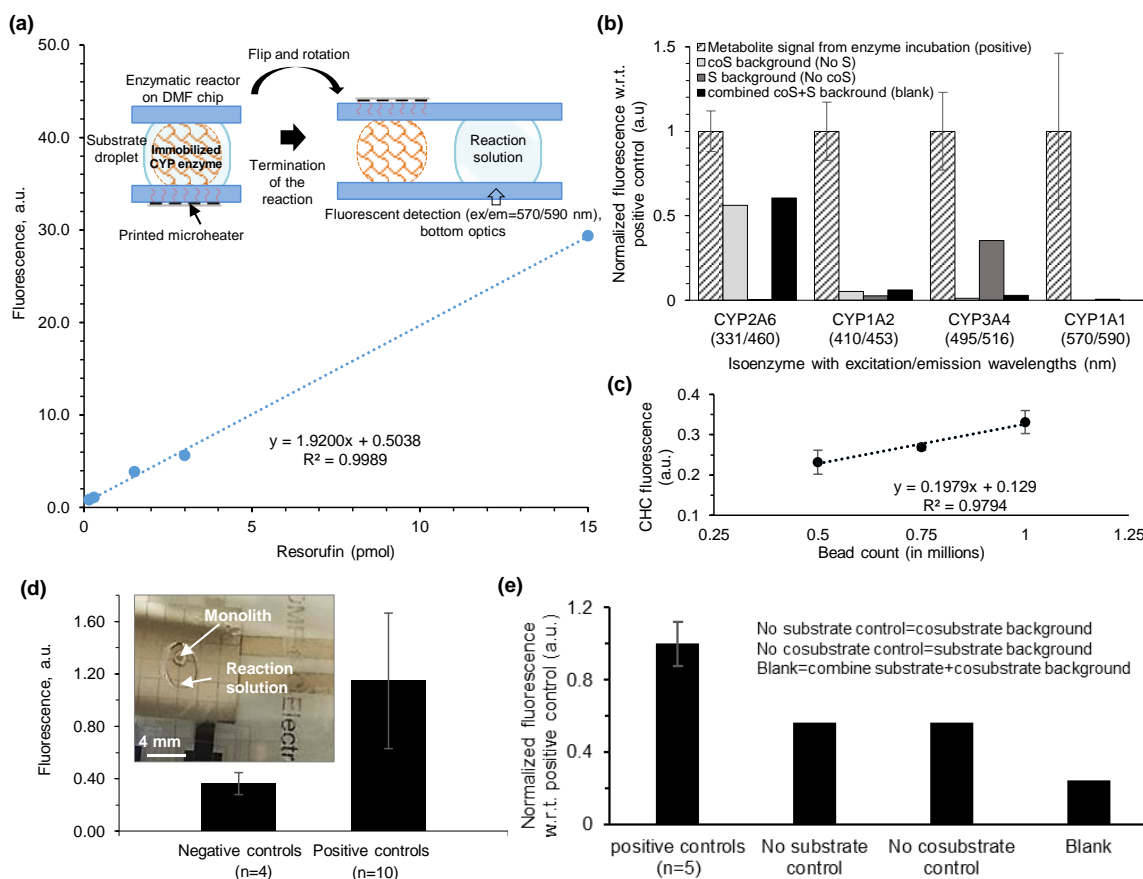 (a)
50.0
40.0
30.0
20.0
10.0
0.0
Fluorescence, a.u.
0
5
10
15
Resorufin (pmol)
y = 1.9200x + 0.5038
R² = 0.9989
Flip and rotation
Enzymatic reactor
on DMF chip
Substrate
droplet
Immobilized
CYP enzyme
Printed microheater
Termination
of the
reaction
Reaction
solution
Fluorescent detection (ex/em=570/590 nm),
bottom optics
(b)
Normalized fluorescence w.r.t.
positive control (a.u)
1.5
1
0.5
0
Metabolite signal from enzyme incubation (positive)
coS background (No S)
S background (No coS)
combined coS+S backround (blank)
CYP2A6
(331/460)
CYP1A2
(410/453)
CYP3A4
(495/516)
CYP1A1
(570/590)
Isoenzyme with excitation/emission wavelengths (nm)
(c)
CHC fluorescence
(a.u.)
0.4
0.3
0.2
0.1
y = 0.1979x + 0.129
R² = 0.9794
0.25
0.5
0.75
1
1.25
Bead count (in millions)
(d)
Fluorescence, a.u.
1.60
1.20
0.80
0.40
0.00
Monolith
Reaction
solution
4 mm
Electr
Negative controls
(n=4)
Positive controls
(n=10)
(e)
Normalized fluorescence
w.r.t. positive control (a.u.)
1.2
0.8
0.4
0
No substrate control=cosubstrate background
No cosubstrate control=substrate background
Blank=combine substrate+cosubstrate background
positive controls
(n=5)
No substrate
control
No cosubstrate
control
Blank